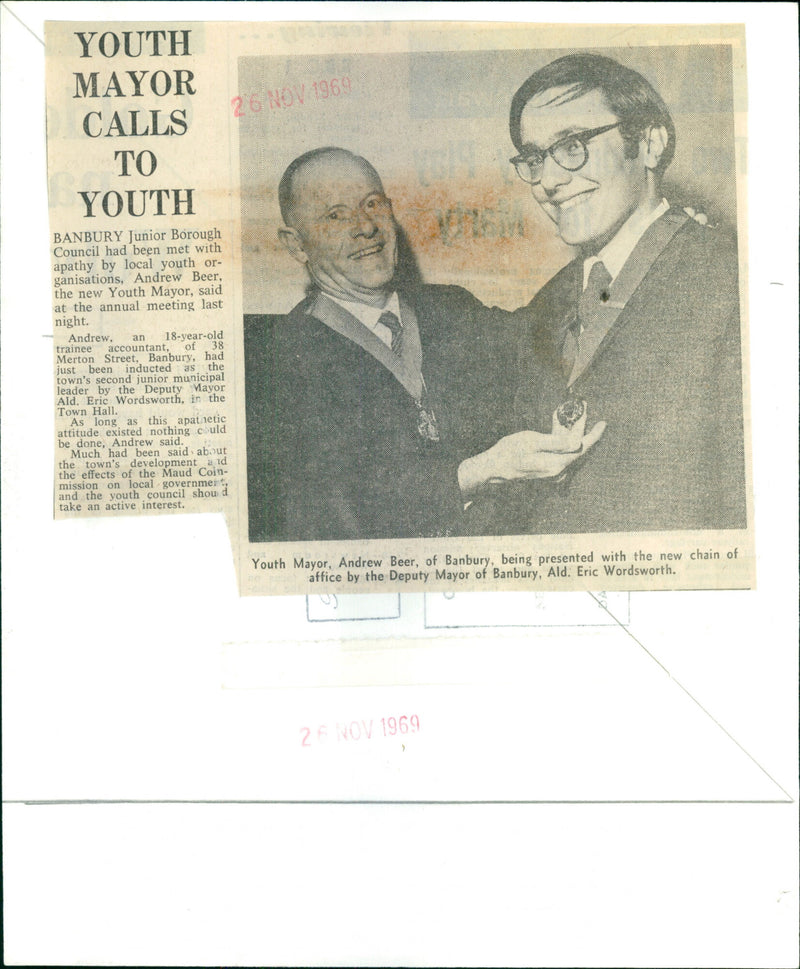 YOUTH
MAYOR
CALLS
TO
YOUTH
BANBURY Junior Borough
Council had been met with
apathy by local youth or-
ganisations, Andrew Beer,
the new Youth Mayor, said
at the annual meeting last
night.
Andrew, an 18-year-old
trainee accountant, of 38
Merton Street, Banbury, had
just been inducted as the
town's second junior municipal
leader by the Deputy Mayor
Ald. Eric Wordsworth, in the
Town Hall.
As long as this apathetic
attitude existed nothing could
be done, Andrew said.
Much had been said about
the town's development and
the effects of the Maud Com-
mission on local government,
and the youth council should
take an active interest.
26 NOV 1969
Youth Mayor, Andrew Beer, of Banbury, being presented with the new chain of
affice by the Deputy Mayor of Banbury, Ald. Eric Wordsworth.
26 NOV 1969